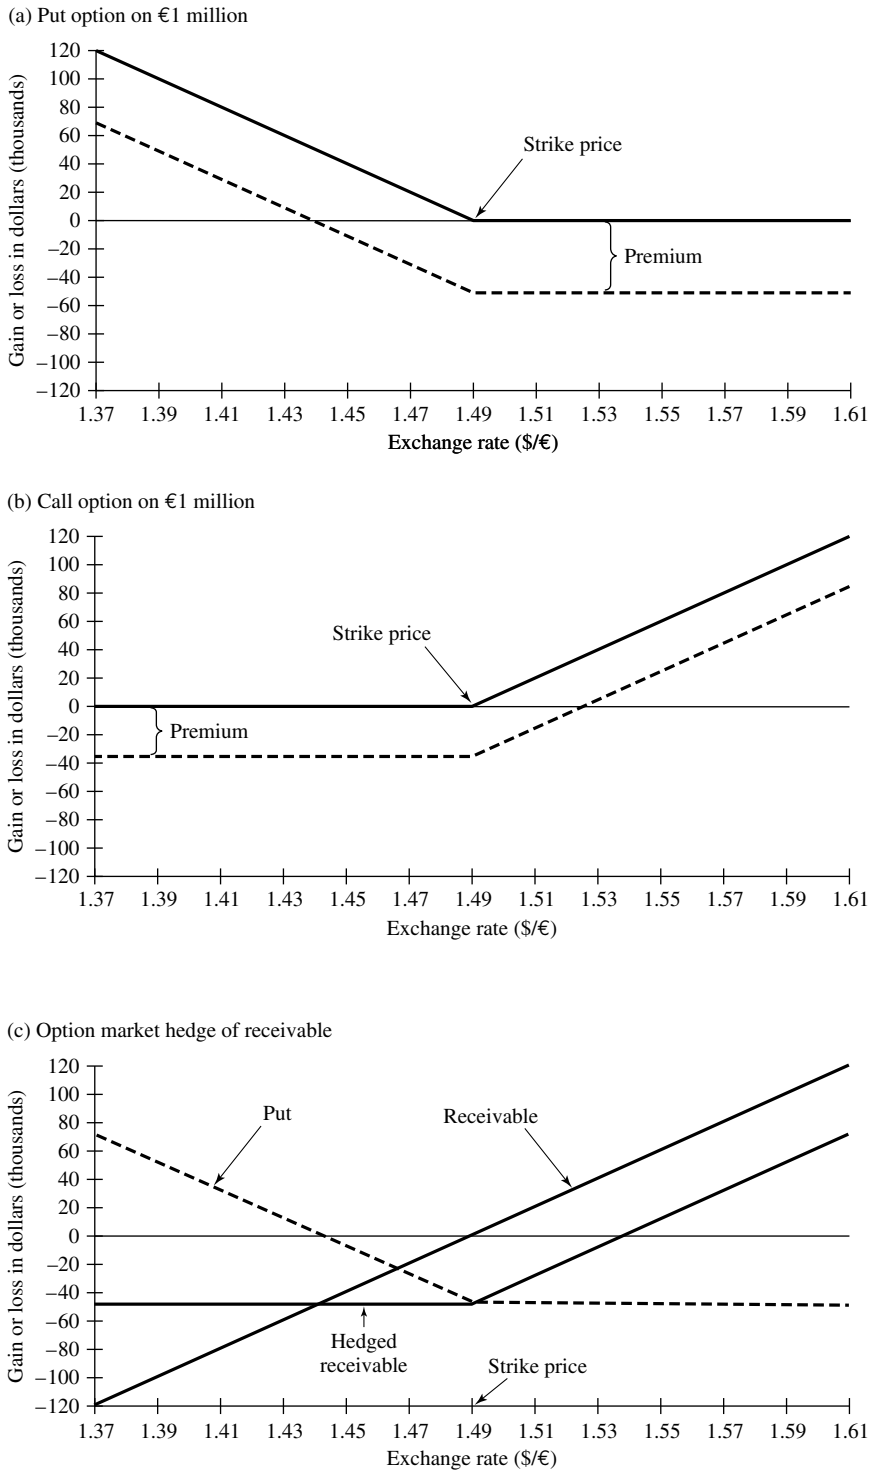 (a) Put option on €1 million
Gain or loss in dollars (thousands)
120
100
80
60
40
20
0
–20
–40
–60
–80
–100
–120
Strike price
Premium
1.37 1.39 1.41 1.43 1.45 1.47 1.49 1.51 1.53 1.55 1.57 1.59 1.61
Exchange rate ($/€)
(b) Call option on €1 million
Gain or loss in dollars (thousands)
120
100
80
60
40
20
0
–20
–40
–60
–80
–100
–120
Strike price
Premium
1.37 1.39 1.41 1.43 1.45 1.47 1.49 1.51 1.53 1.55 1.57 1.59 1.61
Exchange rate ($/€)
(c) Option market hedge of receivable
Gain or loss in dollars (thousands)
120
100
80
60
40
20
0
–20
–40
–60
–80
–100
–120
Put
Receivable
Hedged
receivable
Strike price
1.37 1.39 1.41 1.43 1.45 1.47 1.49 1.51 1.53 1.55 1.57 1.59 1.61
Exchange rate ($/€)